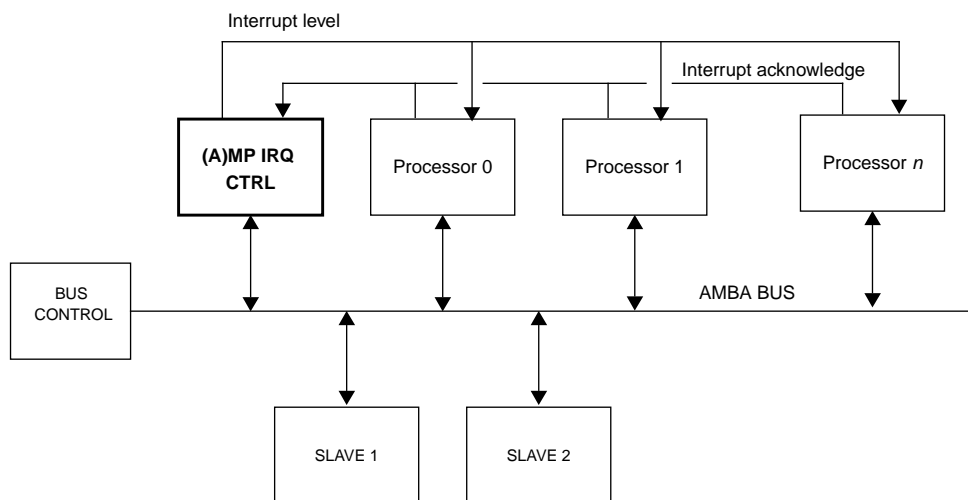 Interrupt level
Interrupt acknowledge
(A)MP IRQ
CTRL
Processor 0
Processor 1
Processor n
BUS
CONTROL
AMBA BUS
SLAVE 1
SLAVE 2